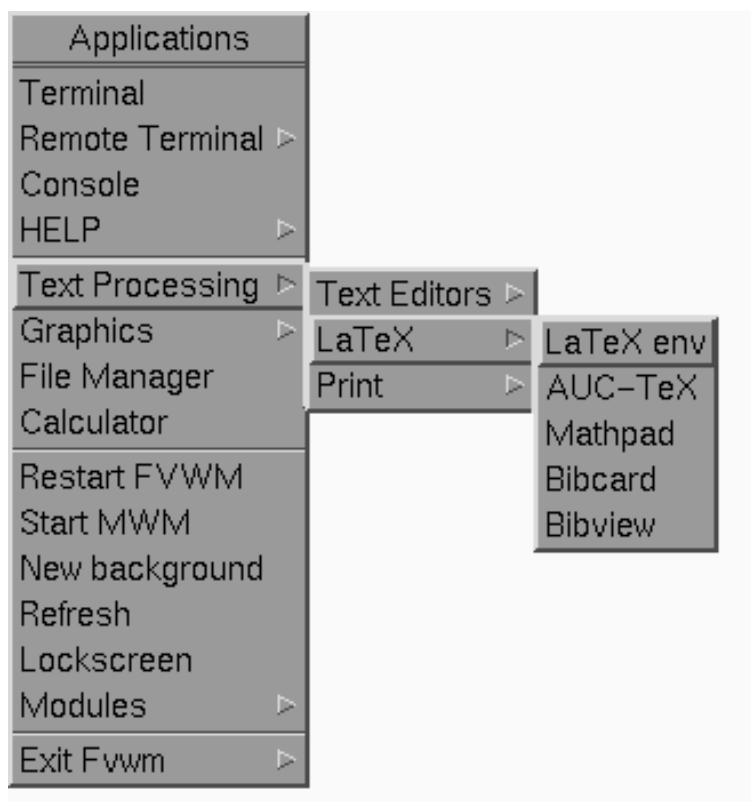 Applications
Terminal
Remote Terminal
Console
HELP
Text Processing
Graphics
File Manager
Calculator
Restart FVWM
Start MWM
New background
Refresh
Lockscreen
Modules
Exit Fvwm
Text Editors
LaTeX
Print
LaTeX env
AUC-TeX
Mathpad
Bibcard
Bibview